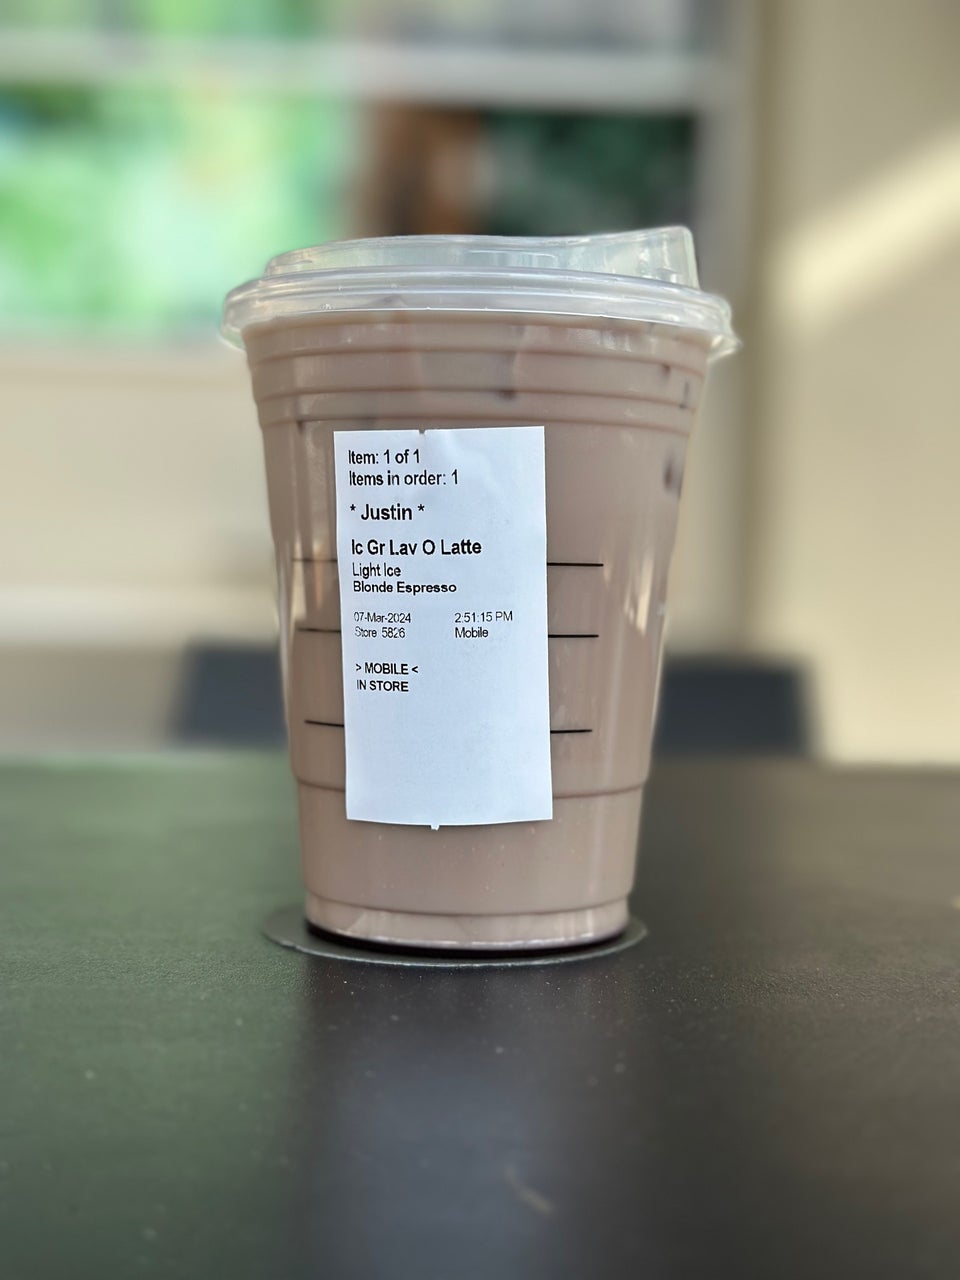 Item: 1 of 1
Items in order: 1
* Justin *
Ic Gr Lav O Latte
Light Ice
Blonde Espresso
07-Mar-2024 2:51:15 PM
Store 5826 Mobile
> MOBILE <
IN STORE